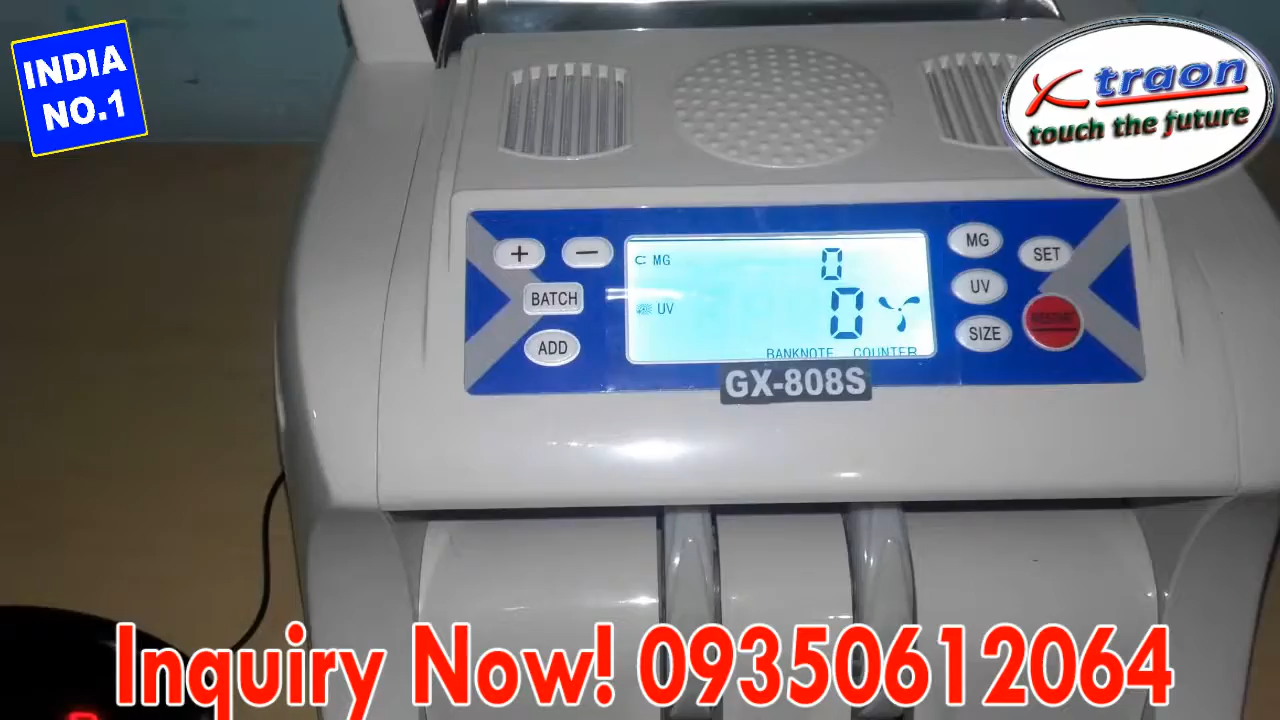 INDIA
NO.1
Xtraon
touch the future
+
−
BATCH
ADD
MG
UV
0
0
BANKNOTE COUNTER
MG
UV
SIZE
SET
GX-808S
Inquiry Now! 09350612064